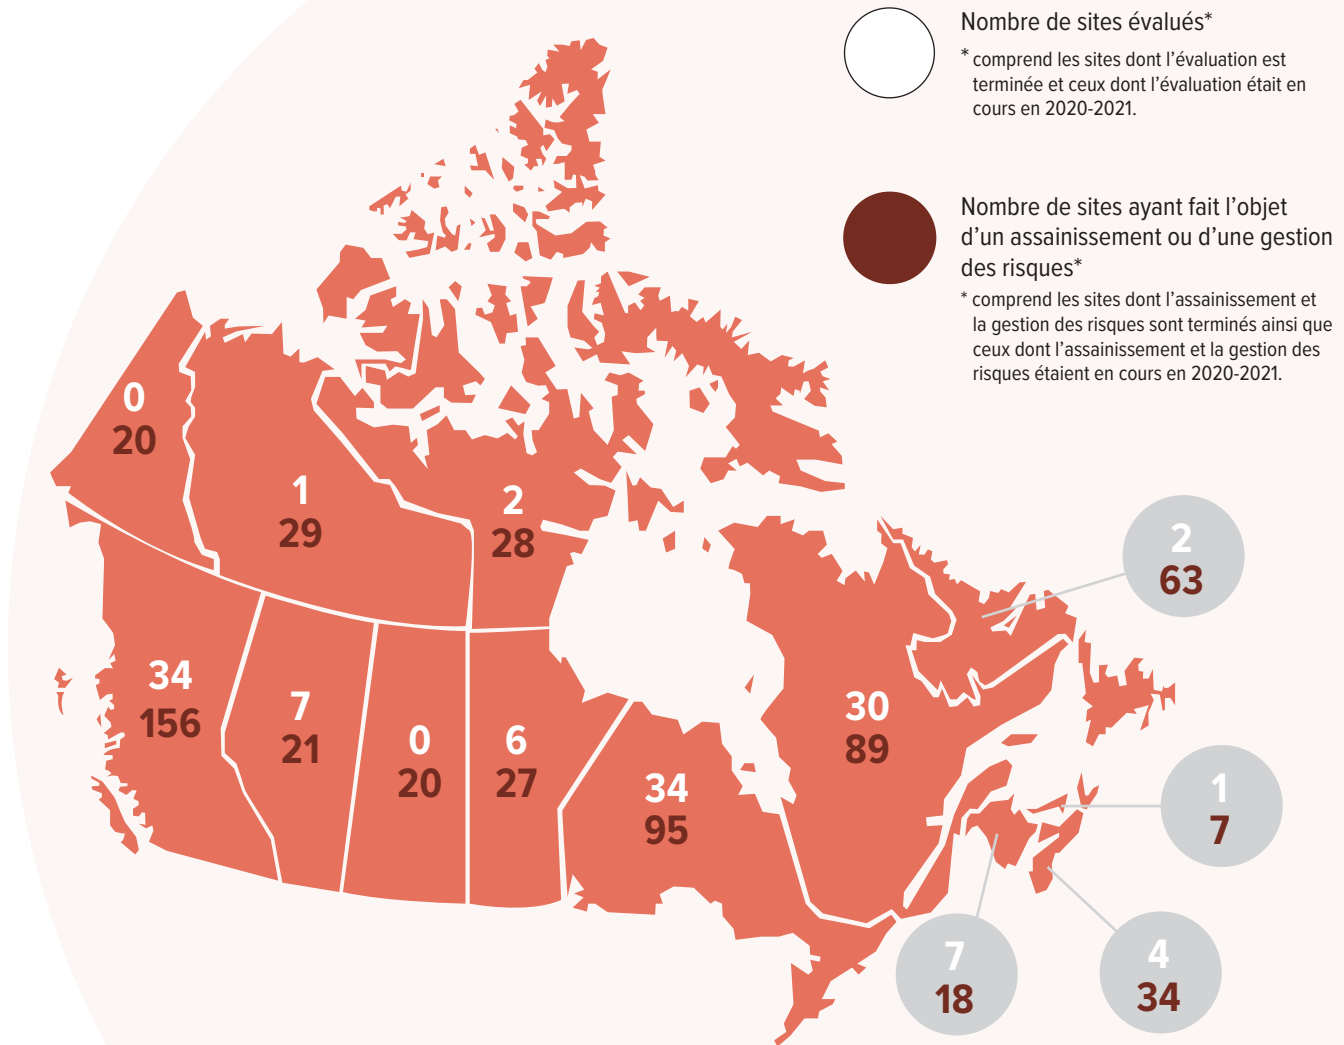 Nombre de sites évalués*
* comprend les sites dont l’évaluation est
terminée et ceux dont l’évaluation était en
cours en 2020-2021.
Nombre de sites ayant fait l’objet
d’un assainissement ou d’une gestion
des risques*
* comprend les sites dont l’assainissement et
la gestion des risques sont terminés ainsi que
ceux dont l’assainissement et la gestion des
risques étaient en cours en 2020-2021.
0
20
1
29
2
28
2
63
34
156
7
21
0
20
6
27
34
95
30
89
1
7
7
18
4
34